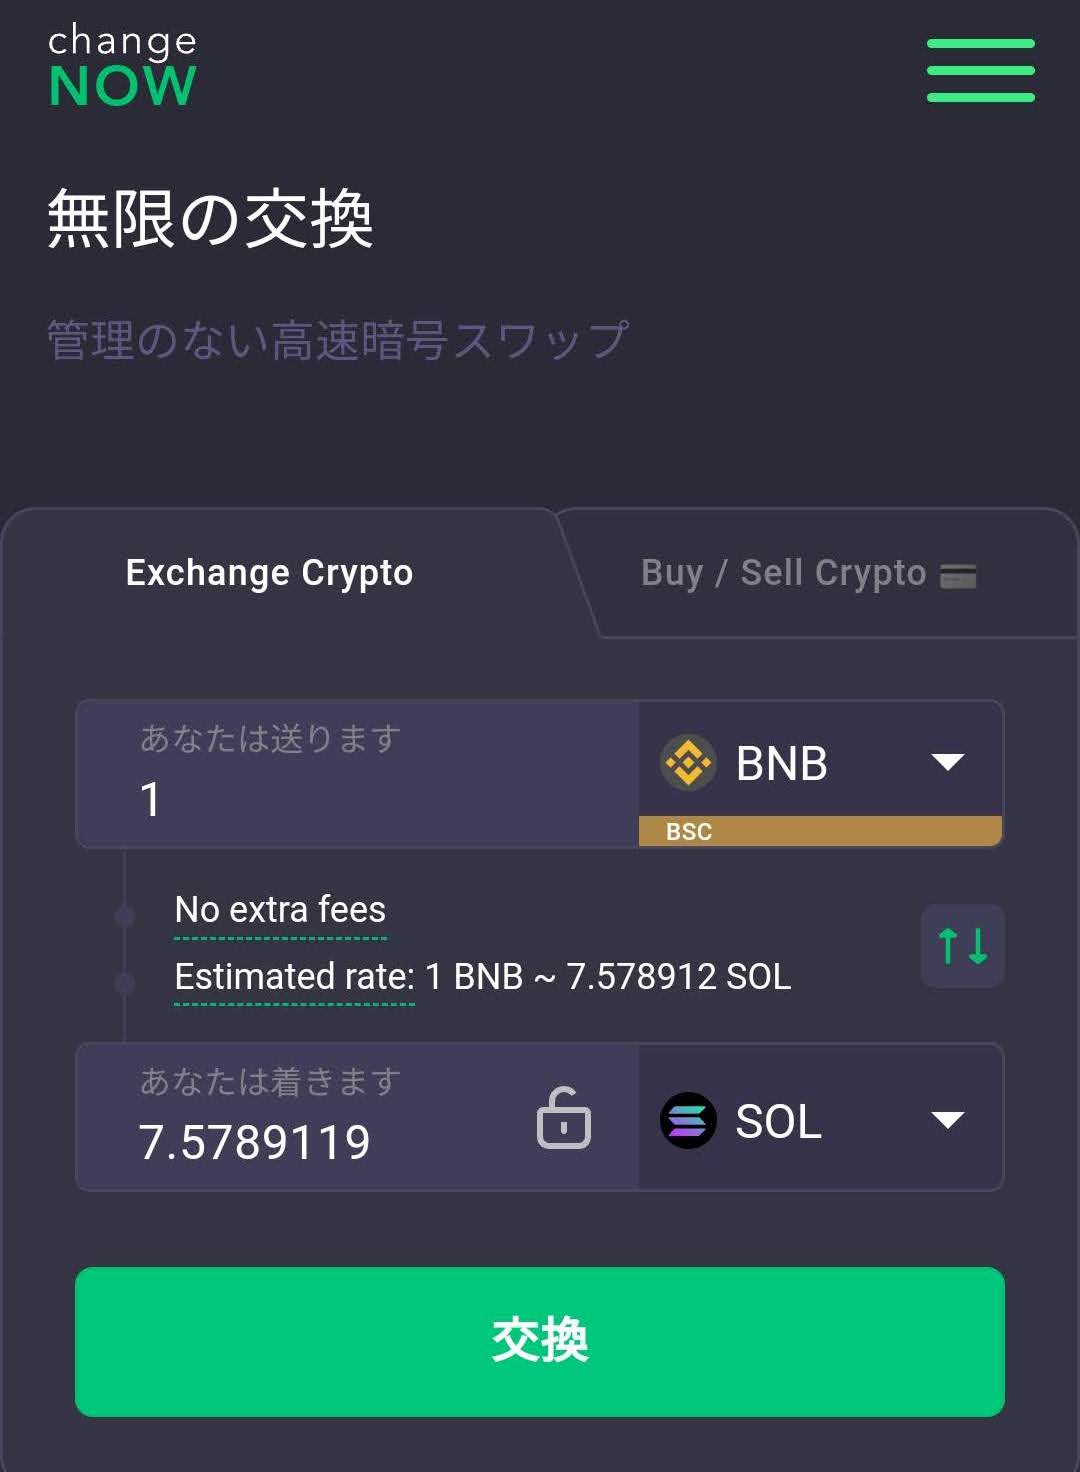 change
NOW
無限の交換
管理のない高速暗号スワップ
Exchange Crypto
Buy / Sell Crypto
あなたは送ります
1
BNB
BSC
No extra fees
Estimated rate: 1 BNB ~ 7.578912 SOL
あなたは着きます
7.5789119
SOL
交換